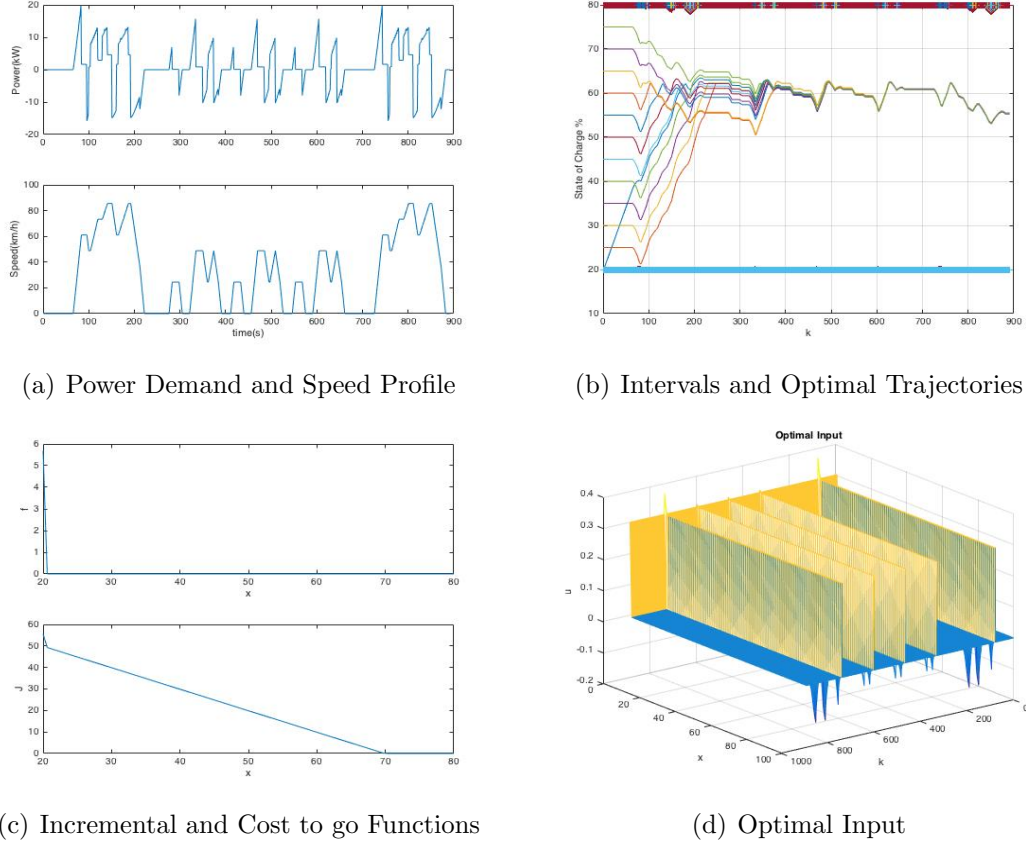 20
10
0
-10
-20
Power(kW)
0 100 200 300 400 500 600 700 800 900
100
80
60
40
20
0
Speed(km/h)
0 100 200 300 400 500 600 700 800 900
time(s)
(a) Power Demand and Speed Profile
80
70
60
50
40
30
20
10
State of Charge %
0 100 200 300 400 500 600 700 800 900
k
(b) Intervals and Optimal Trajectories
6
5
4
3
2
1
0
f
20 30 40 50 60 70 80
x
60
50
40
30
20
10
0
J
20 30 40 50 60 70 80
x
(c) Incremental and Cost to go Functions
Optimal Input
0.4
0.3
0.2
0.1
0
-0.1
-0.2
u
0 20 40 60 80 100
x
1000 800 600 400 200 0
k
(d) Optimal Input